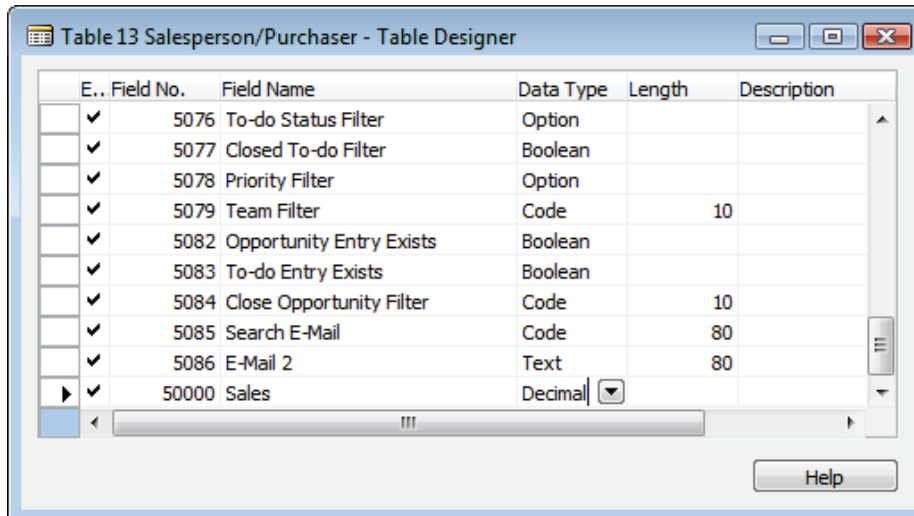 Table 13 Salesperson/Purchaser - Table Designer
E.. Field No. Field Name Data Type Length Description
5076 To-do Status Filter Option
5077 Closed To-do Filter Boolean
5078 Priority Filter Option
5079 Team Filter Code 10
5082 Opportunity Entry Exists Boolean
5083 To-do Entry Exists Boolean
5084 Close Opportunity Filter Code 10
5085 Search E-Mail Code 80
5086 E-Mail 2 Text 80
50000 Sales Decimal
Help